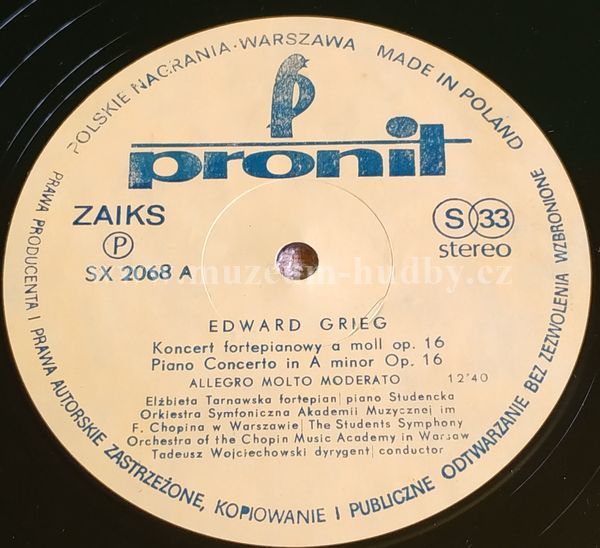 POLSKIE NAGRANIA · WARSZAWA
MADE IN POLAND
pronit
ZAIKS
P
SX 2068 A
S 33
stereo
www.muzeum-hudby.cz
EDWARD GRIEG
Koncert fortepianowy a moll op. 16
Piano Concerto in A minor Op. 16
ALLEGRO MOLTO MODERATO 12'40
Elżbieta Tarnawska fortepian| piano Studencka
Orkiestra Symfoniczna Akademii Muzycznej im
F. Chopina w Warszawie| The Students Symphony
Orchestra of the Chopin Music Academy in Warsaw
Tadeusz Wojciechowski dyrygent| conductor
PRAWA PRODUCENTA I PRAWA AUTORSKIE ZASTRZEŻONE, KOPIOWANIE I PUBLICZNE ODTWARZANIE BEZ ZEZWOLENIA WZBRONIONE